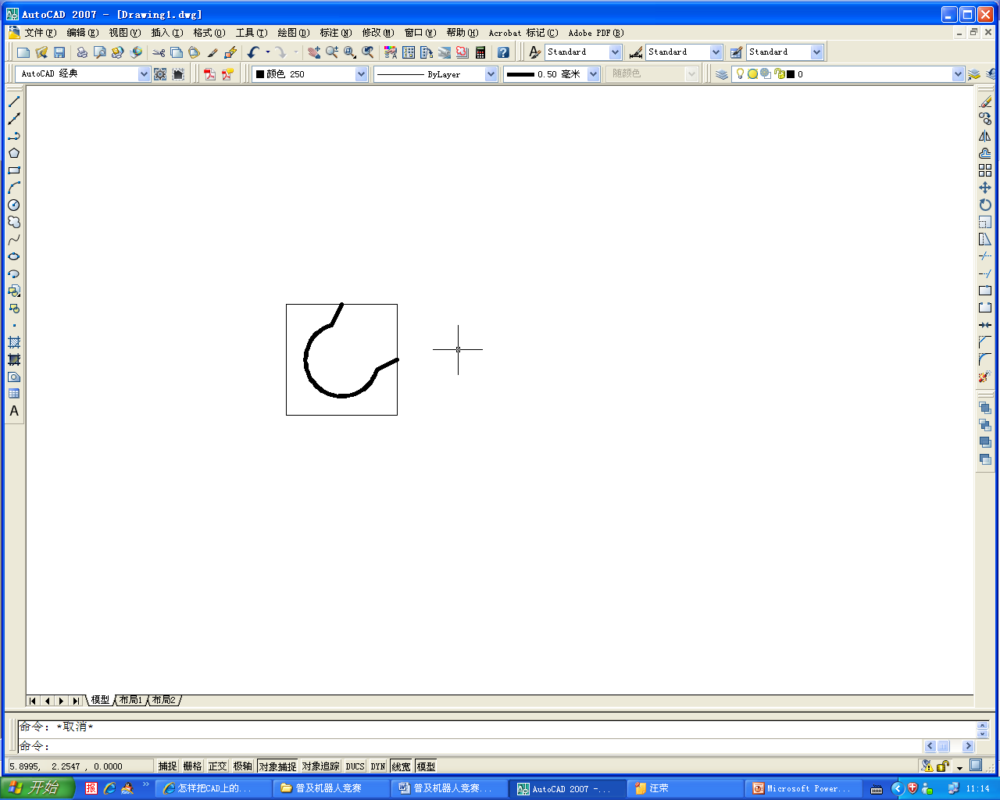 AutoCAD 2007 - [Drawing1.dwg]
文件(F) 编辑(E) 视图(V) 插入(I) 格式(O) 工具(T) 绘图(D) 标注(N) 修改(M) 窗口(W) 帮助(H) Acrobat 标记(C) Adobe PDF(B)
Standard Standard Standard
AutoCAD 经典 颜色 250 ByLayer 0.50 毫米 随颜色 0
A
模型 布局1 布局2
命令: *取消*
命令:
5.8995, 2.2547 , 0.0000 捕捉 栅格 正交 极轴 对象捕捉 对象追踪 DUCS DYN 线宽 模型
开始 报 怎样把CAD上的... 普及机器人竞赛 普及机器人竞赛... AutoCAD 2007 -... 汪荣 Microsoft Power... 11:14